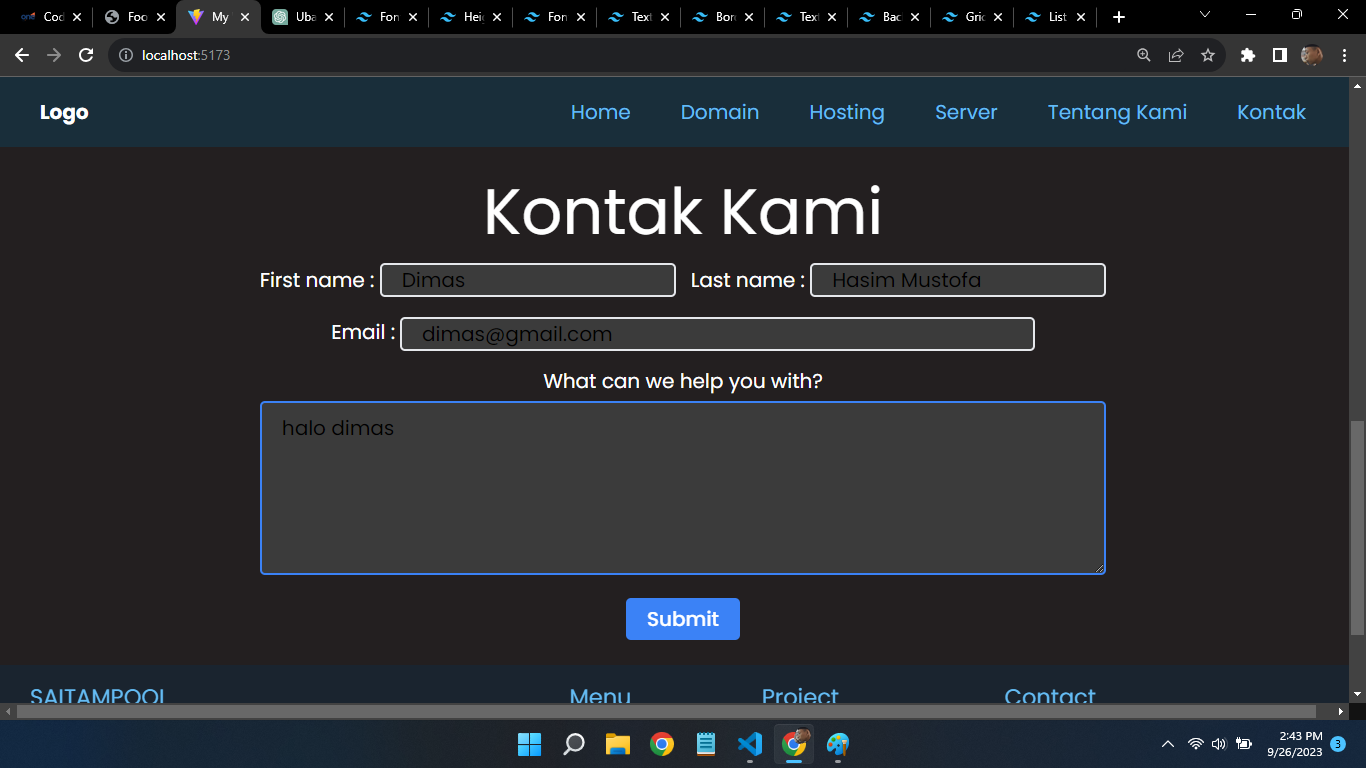 Cod
Foo
My
Uba
Fon
Hei
Fon
Text
Bor
Text
Bac
Gric
List
localhost:5173
Logo
Home Domain Hosting Server Tentang Kami Kontak
Kontak Kami
First name : Dimas Last name : Hasim Mustofa
Email : dimas@gmail.com
What can we help you with?
halo dimas
Submit
SAITAMPOOL Menu Project Contact
2:43 PM
9/26/2023 3